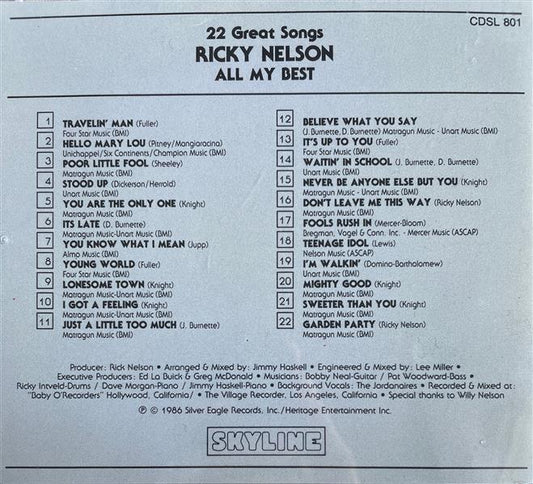 CDSL 801
22 Great Songs
RICKY NELSON
ALL MY BEST
1 TRAVELIN' MAN (Fuller)
Four Star Music (BMI)
2 HELLO MARY LOU (Pitney/Mangiaracina)
Unichappel/Six Continents/Champion Music (BMI)
3 POOR LITTLE FOOL (Sheeley)
Matragun Music (BMI)
4 STOOD UP (Dickerson/Herrold)
Unart Music (BMI)
5 YOU ARE THE ONLY ONE (Knight)
Matragun Music-Unart Music (BMI)
6 ITS LATE (D. Burnette)
Matragun Music-Unart Music (BMI)
7 YOU KNOW WHAT I MEAN (Jupp)
Almo Music (BMI)
8 YOUNG WORLD (Fuller)
Four Star Music (BMI)
9 LONESOME TOWN (Knight)
Matragun Music-Unart Music (BMI)
10 I GOT A FEELING (Knight)
Matragun Music-Unart Music (BMI)
11 JUST A LITTLE TOO MUCH (J. Burnette)
Matragun Music (BMI)
12 BELIEVE WHAT YOU SAY
(J. Burnette, D. Burnette) Matragun Music - Unart Music (BMI)
13 IT'S UP TO YOU (Fuller)
Four Star Music (BMI)
14 WAITIN' IN SCHOOL (J. Burnette, D. Burnette)
Unart Music (BMI)
15 NEVER BE ANYONE ELSE BUT YOU (Knight)
Matragun Music - Unart Music (BMI)
16 DON'T LEAVE ME THIS WAY (Ricky Nelson)
Matragun Music (BMI)
17 FOOLS RUSH IN (Mercer-Bloom)
Bregman, Vogel & Conn. Inc. - Mercer Music (ASCAP)
18 TEENAGE IDOL (Lewis)
Nelson Music (ASCAP)
19 I'M WALKIN' (Domino-Bartholomew)
Unart Music (BMI)
20 MIGHTY GOOD (Knight)
Matragun Music (BMI)
21 SWEETER THAN YOU (Knight)
Matragun Music (BMI)
22 GARDEN PARTY (Ricky Nelson)
Matragun Music (BMI)
Producer: Rick Nelson • Arranged & Mixed by: Jimmy Haskell • Engineered & Mixed by: Lee Miller •
Executive Producers: Ed La Buick & Greg McDonald • Musicians: Bobby Neal-Guitar / Pat Woodward-Bass •
Ricky Intveld-Drums / Dave Morgan-Piano / Jimmy Haskell-Piano • Background Vocals: The Jordanaires • Recorded & Mixed at:
"Baby O'Recorders" Hollywood, California/ • The Village Recorder, Los Angeles, California • Special thanks to Willy Nelson
℗ © 1986 Silver Eagle Records, Inc./Heritage Entertainment Inc.
SKYLINE